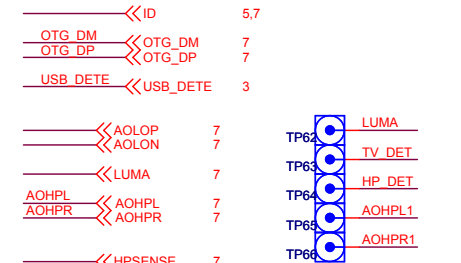 ID 5,7
OTG_DM OTG_DM 7
OTG_DP OTG_DP 7
USB_DETE USB_DETE 3
AOLOP 7
AOLON 7
LUMA 7
AOHPL AOHPL 7
AOHPR AOHPR 7
HPSENSE 7
TP62 LUMA
TP63 TV_DET
TP64 HP_DET
TP65 AOHPL1
TP66 AOHPR1